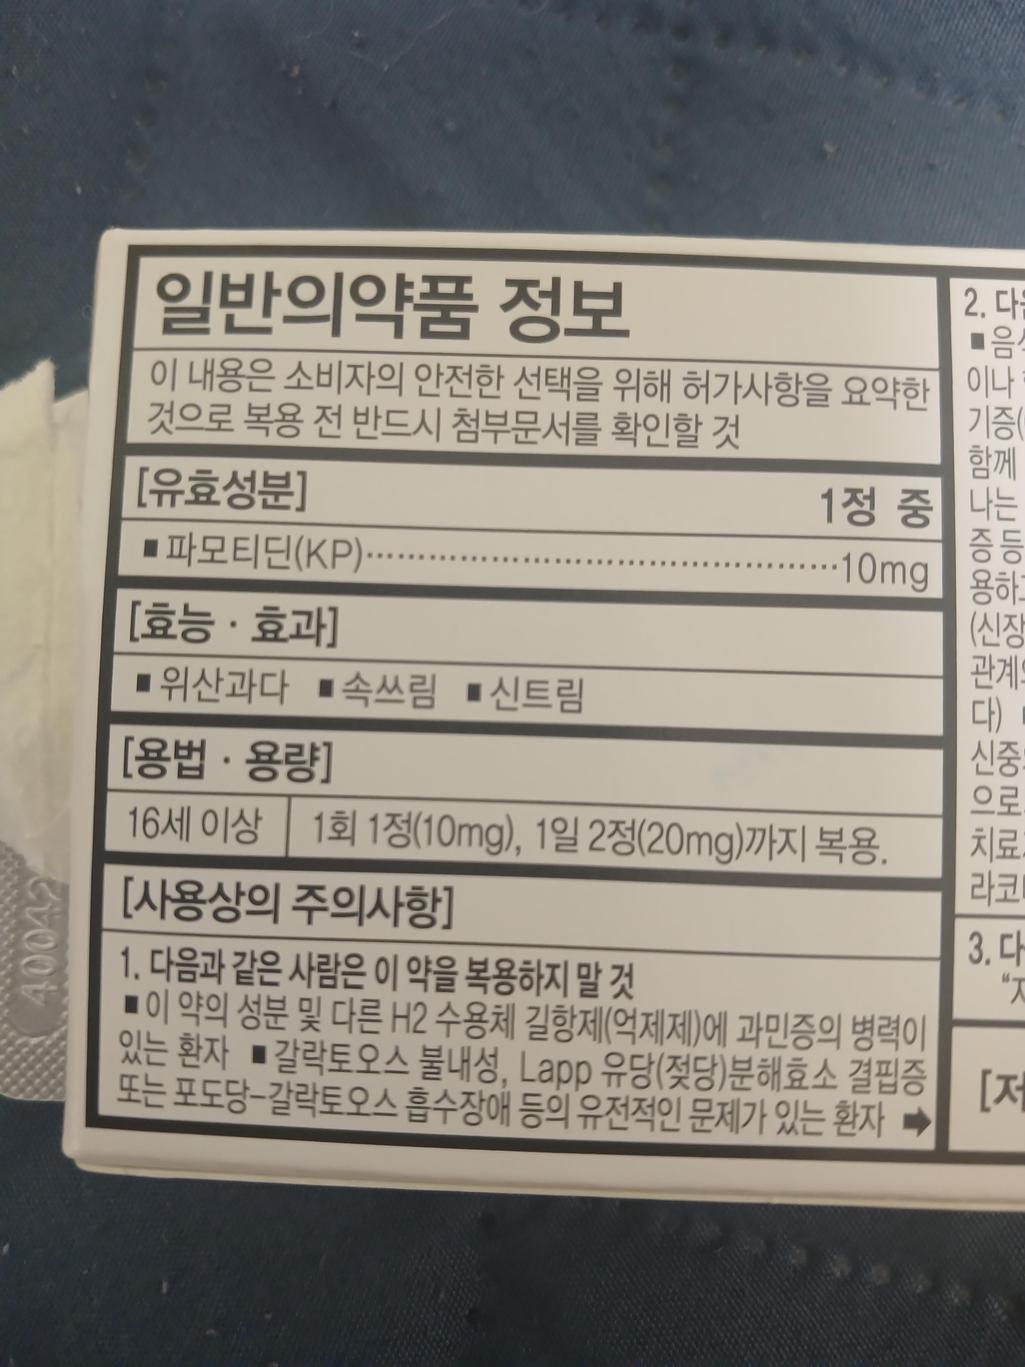 일반의약품 정보
이 내용은 소비자의 안전한 선택을 위해 허가사항을 요약한
것으로 복용 전 반드시 첨부문서를 확인할 것
[유효성분] 1정 중
▪파모티딘(KP)·······································10mg
[효능·효과]
▪위산과다 ▪속쓰림 ▪신트림
[용법·용량]
16세 이상 1회 1정(10mg), 1일 2정(20mg)까지 복용.
[사용상의 주의사항]
1. 다음과 같은 사람은 이 약을 복용하지 말 것
▪이 약의 성분 및 다른 H2 수용체 길항제(억제제)에 과민증의 병력이
있는 환자 ▪갈락토오스 불내성, Lapp 유당(젖당)분해효소 결핍증
또는 포도당-갈락토오스 흡수장애 등의 유전적인 문제가 있는 환자 ➡
2. 다음
▪음
이나
기증(
함께
나는
증 등
용하고
(신장
관계의
다)
신중
으로
치료
라코
3. 다
[저
40042